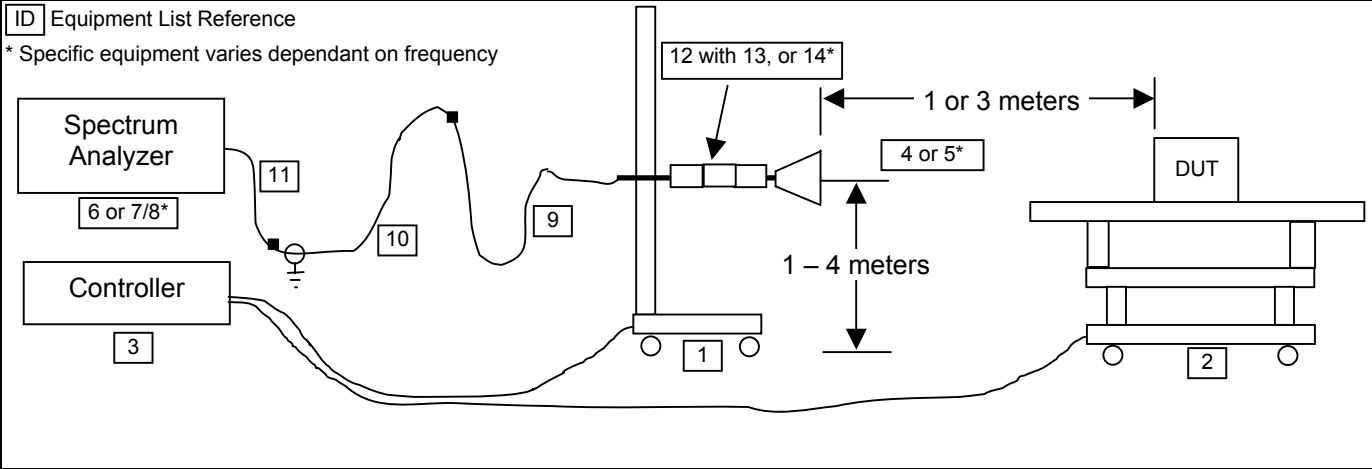 ID Equipment List Reference
* Specific equipment varies dependant on frequency
12 with 13, or 14*
1 or 3 meters
Spectrum
Analyzer
4 or 5*
DUT
11
6 or 7/8*
10
9
1 – 4 meters
Controller
3
1
2